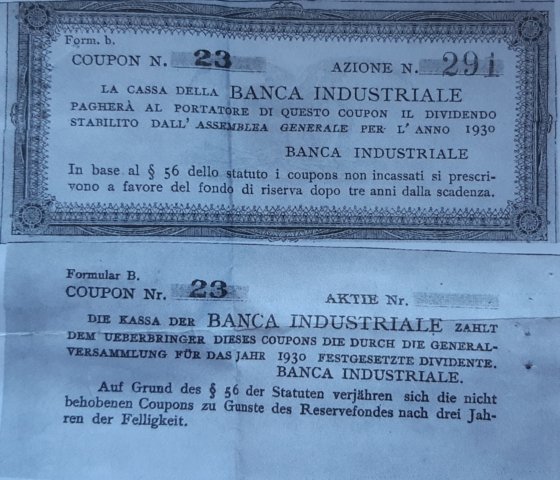 Form. b.
COUPON N. 23
AZIONE N. 291
LA CASSA DELLA BANCA INDUSTRIALE
PAGHERÀ AL PORTATORE DI QUESTO COUPON IL DIVIDENDO
STABILITO DALL' ASSEMBLEA GENERALE PER L' ANNO 1930
BANCA INDUSTRIALE
In base al § 56 dello statuto i coupons non incassati si prescri-
vono a favore del fondo di riserva dopo tre anni dalla scadenza.
Formular B.
COUPON Nr. 23
AKTIE Nr.
DIE KASSA DER BANCA INDUSTRIALE ZAHLT
DEM UEBERBRINGER DIESES COUPONS DIE DURCH DIE GENERAL-
VERSAMMLUNG FÜR DAS JAHR 1930 FESTGESETZTE DIVIDENTE.
BANCA INDUSTRIALE.
Auf Grund des § 56 der Statuten verjähren sich die nicht
behobenen Coupons zu Gunste des Reservefondes nach drei Jah-
ren der Felligkeit.